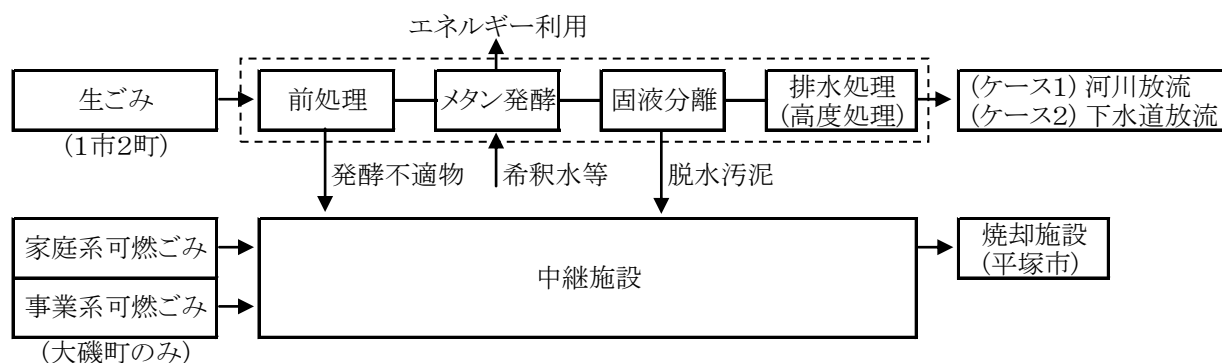 エネルギー利用
生ごみ
(1市2町)
前処理
メタン発酵
固液分離
排水処理
(高度処理)
(ケース1) 河川放流
(ケース2) 下水道放流
発酵不適物
希釈水等
脱水汚泥
家庭系可燃ごみ
事業系可燃ごみ
(大磯町のみ)
中継施設
焼却施設
(平塚市)